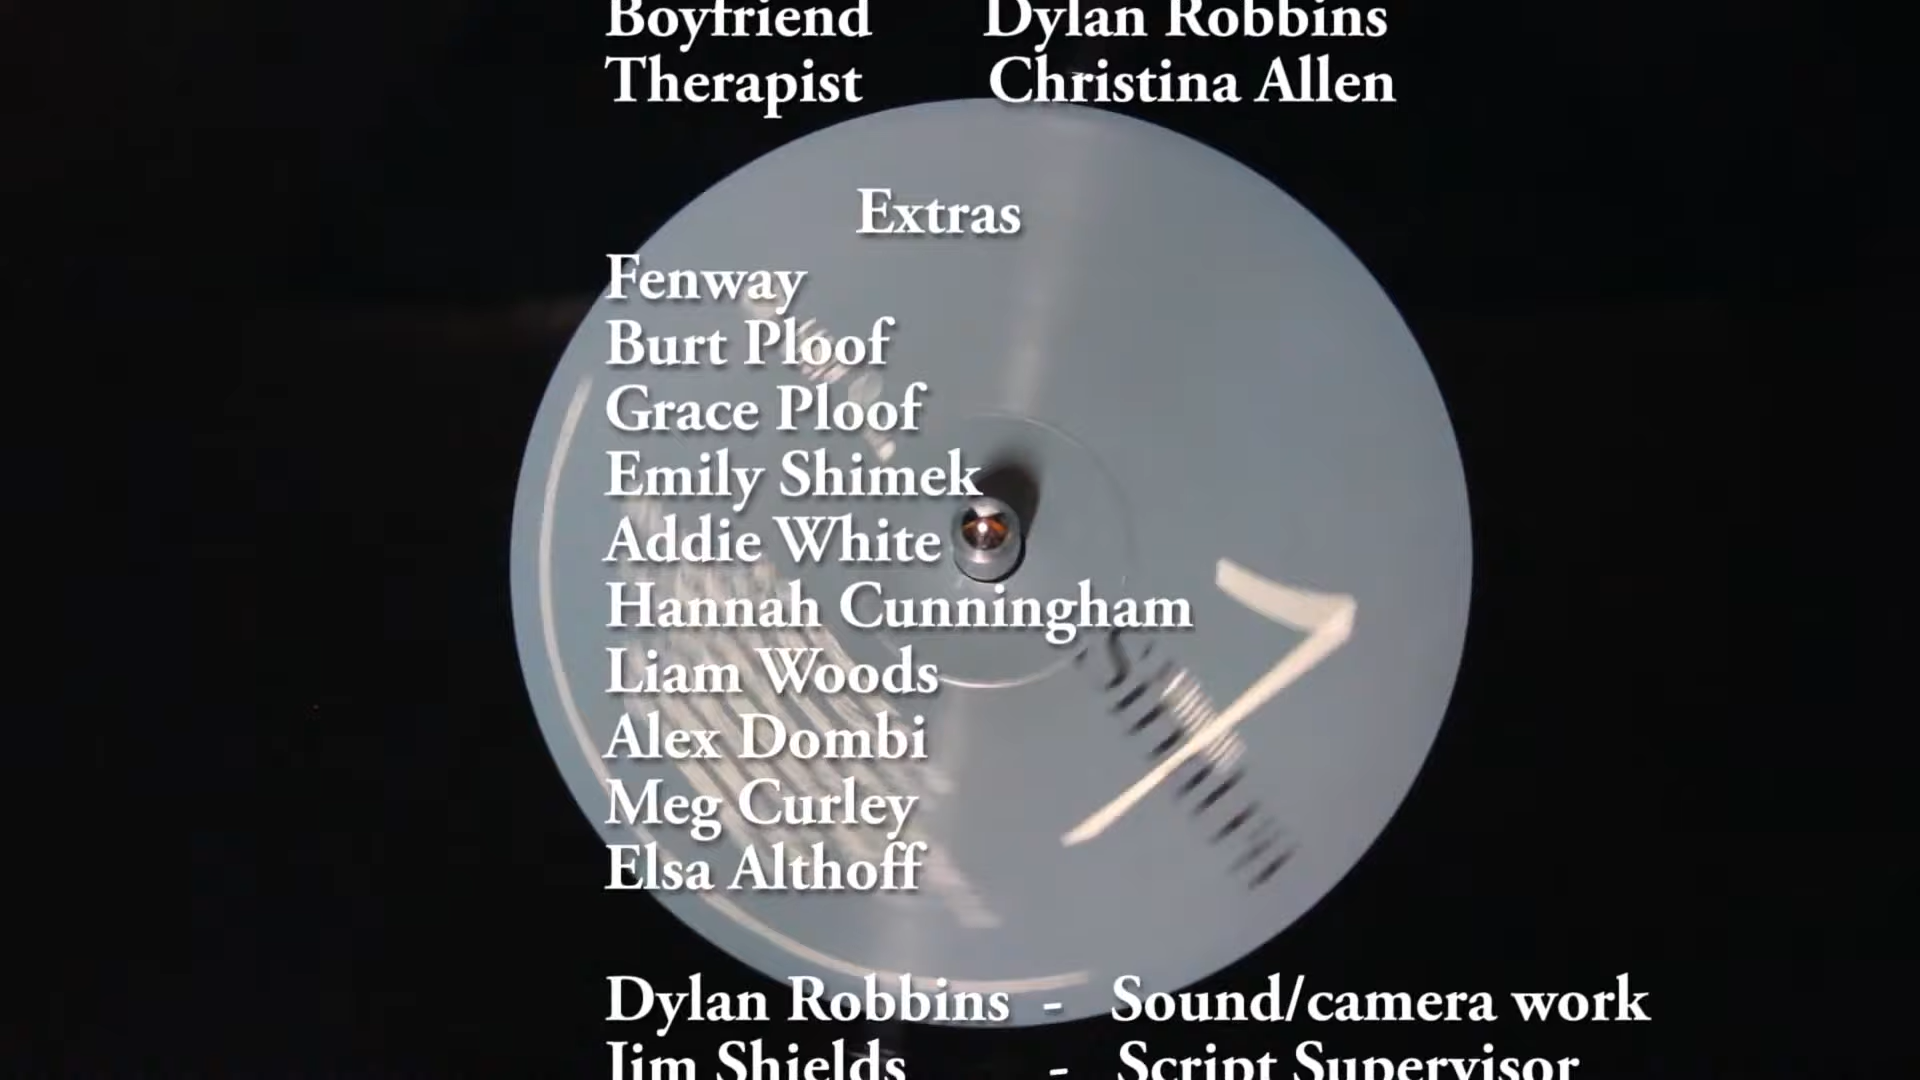 Boyfriend Dylan Robbins
Therapist Christina Allen
Extras
Fenway
Burt Ploof
Grace Ploof
Emily Shimek
Addie White
Hannah Cunningham
Liam Woods
Alex Dombi
Meg Curley
Elsa Althoff
Dylan Robbins - Sound/camera work
Jim Shields - Script Supervisor